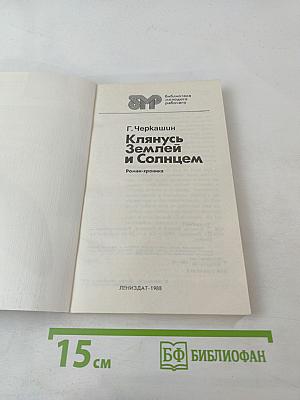 БМР
Библиотека
молодого
рабочего
Г. Черкашин
Клянусь
Землей
и Солнцем
Роман-хроника
ЛЕНИЗДАТ·1988
15 см
БФ БИБЛИОФАН